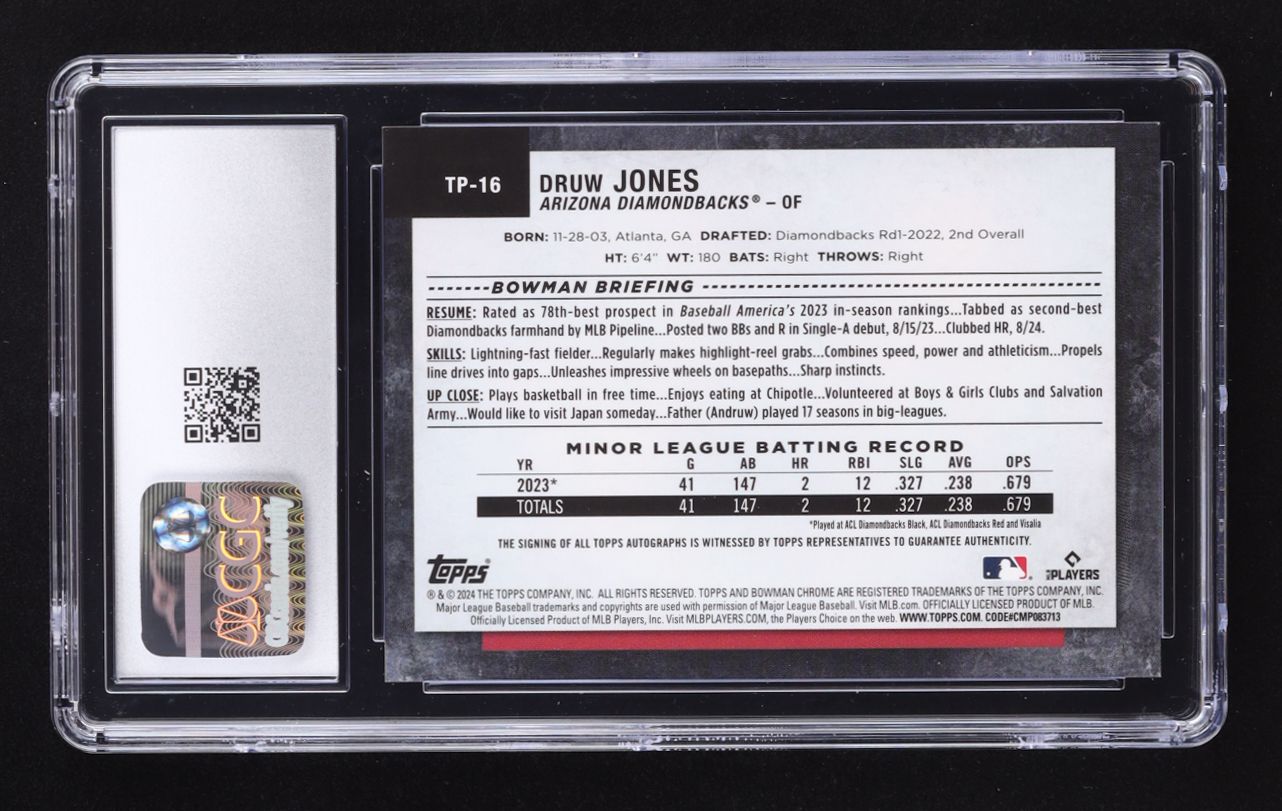 TP-16
DRUW JONES
ARIZONA DIAMONDBACKS® – OF
BORN: 11-28-03, Atlanta, GA DRAFTED: Diamondbacks Rd1-2022, 2nd Overall
HT: 6'4" WT: 180 BATS: Right THROWS: Right
BOWMAN BRIEFING
RESUME: Rated as 78th-best prospect in Baseball America's 2023 in-season rankings...Tabbed as second-best
Diamondbacks farmhand by MLB Pipeline...Posted two BBs and R in Single-A debut, 8/15/23...Clubbed HR, 8/24.
SKILLS: Lightning-fast fielder...Regularly makes highlight-reel grabs...Combines speed, power and athleticism...Propels
line drives into gaps...Unleashes impressive wheels on basepaths...Sharp instincts.
UP CLOSE: Plays basketball in free time...Enjoys eating at Chipotle...Volunteered at Boys & Girls Clubs and Salvation
Army...Would like to visit Japan someday...Father (Andruw) played 17 seasons in big-leagues.
MINOR LEAGUE BATTING RECORD
YR G AB HR RBI SLG AVG OPS
2023* 41 147 2 12 .327 .238 .679
TOTALS 41 147 2 12 .327 .238 .679
*Played at ACL Diamondbacks Black, ACL Diamondbacks Red and Visalia
THE SIGNING OF ALL TOPPS AUTOGRAPHS IS WITNESSED BY TOPPS REPRESENTATIVES TO GUARANTEE AUTHENTICITY.
Topps®
PLAYERS
® & © 2024 THE TOPPS COMPANY, INC. ALL RIGHTS RESERVED. TOPPS AND BOWMAN CHROME ARE REGISTERED TRADEMARKS OF THE TOPPS COMPANY, INC.
Major League Baseball trademarks and copyrights are used with permission of Major League Baseball. Visit MLB.com. OFFICIALLY LICENSED PRODUCT OF MLB.
Officially Licensed Product of MLB Players, Inc. Visit MLBPLAYERS.COM, the Players Choice on the web. WWW.TOPPS.COM. CODE#CMP083713
CGC